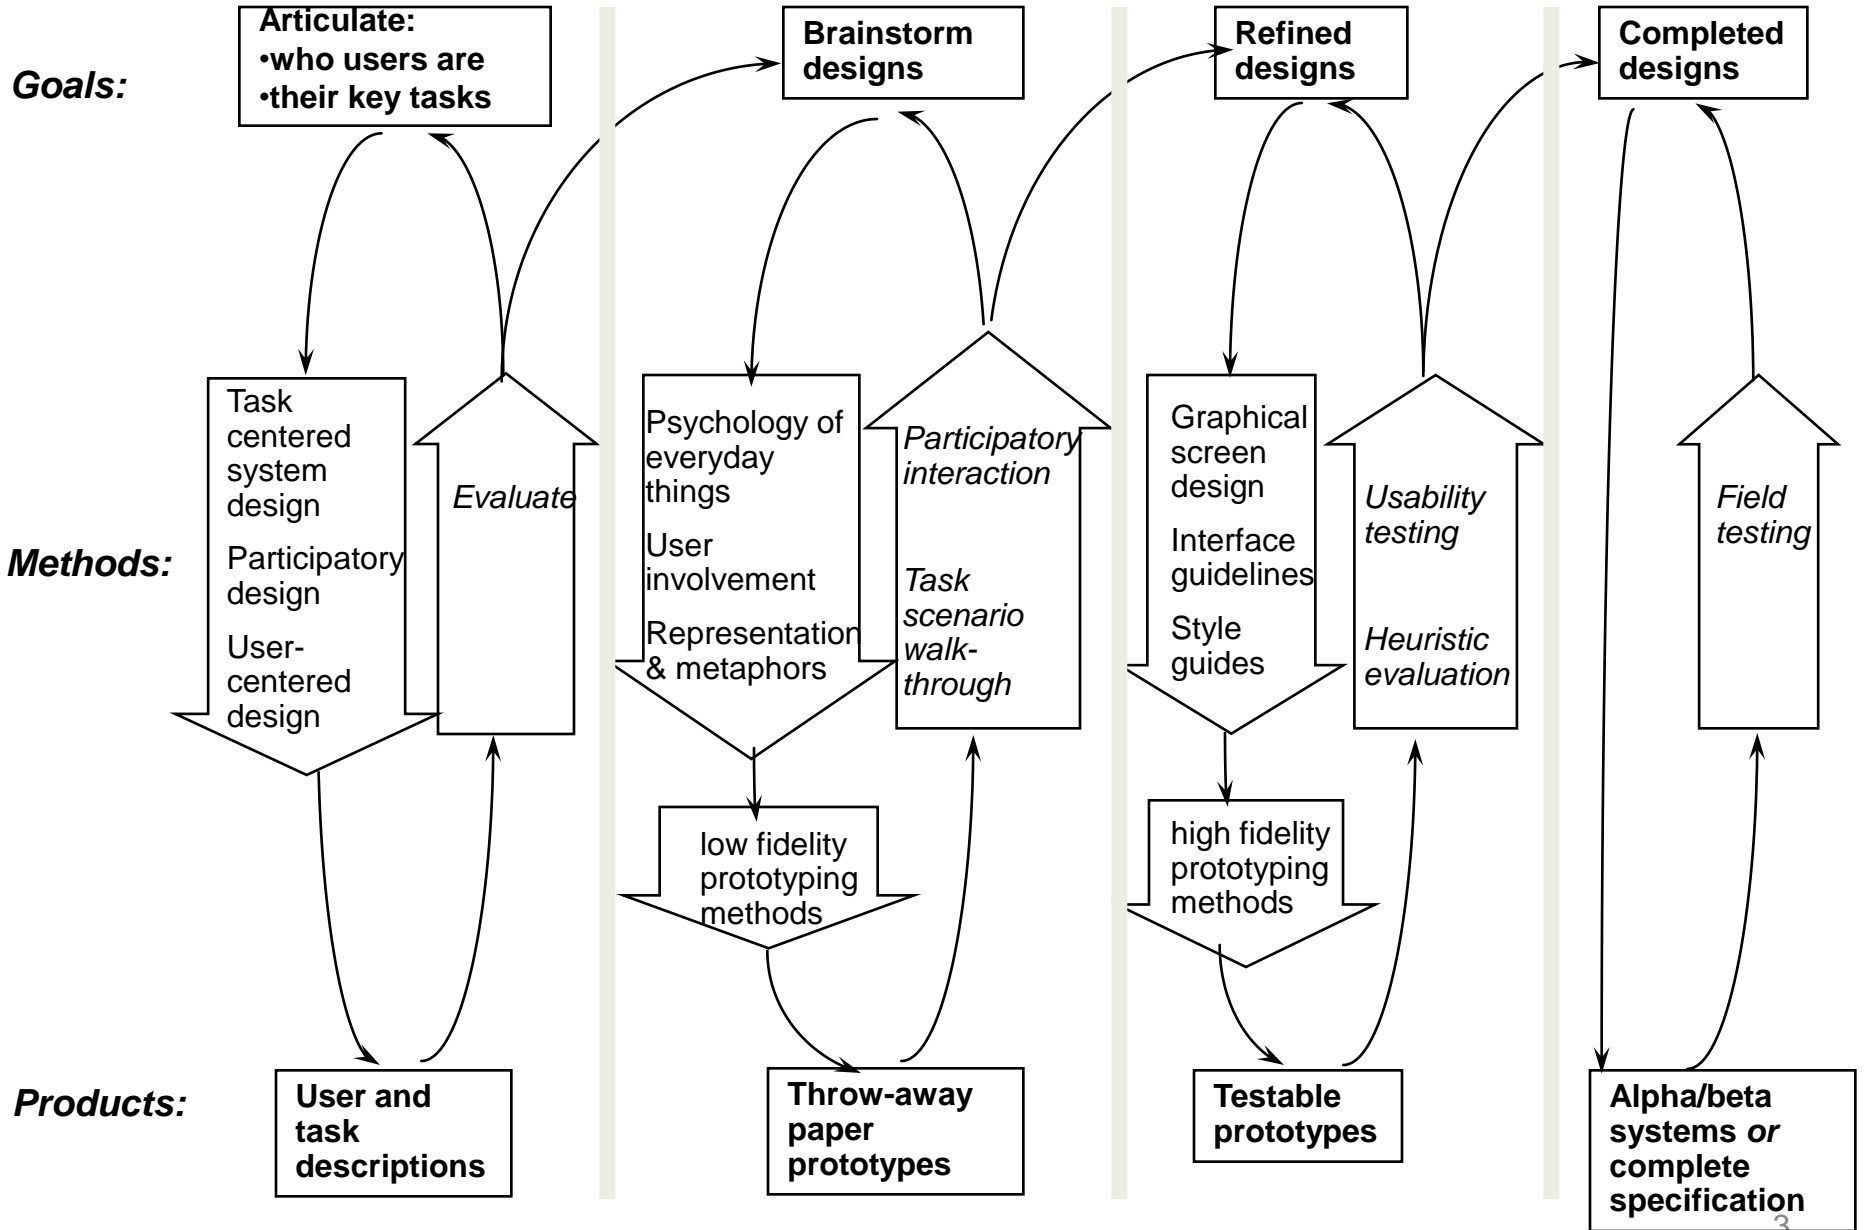 Goals:
Articulate:
•who users are
•their key tasks
Brainstorm
designs
Refined
designs
Completed
designs
Methods:
Task
centered
system
design
Participatory
design
User-
centered
design
Evaluate
Psychology of
everyday
things
User
involvement
Representation
& metaphors
low fidelity
prototyping
methods
Participatory
interaction
Task
scenario
walk-
through
Graphical
screen
design
Interface
guidelines
Style
guides
high fidelity
prototyping
methods
Usability
testing
Heuristic
evaluation
Field
testing
Products:
User and
task
descriptions
Throw-away
paper
prototypes
Testable
prototypes
Alpha/beta
systems or
complete
specification
3